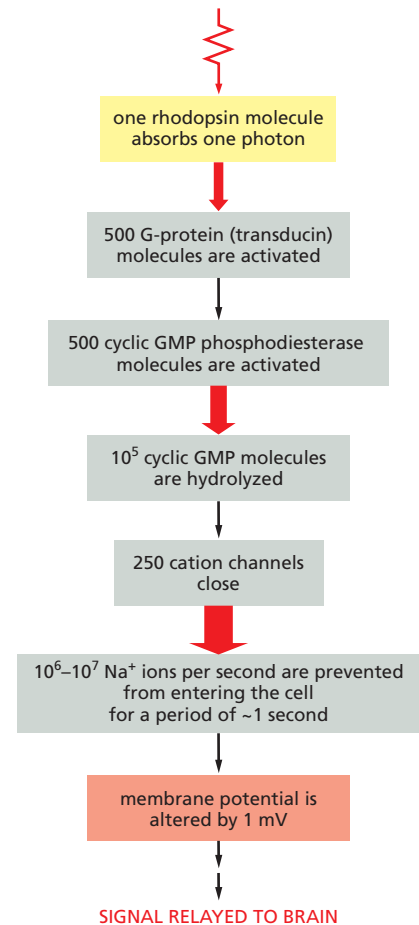 one rhodopsin molecule
absorbs one photon
500 G-protein (transducin)
molecules are activated
500 cyclic GMP phosphodiesterase
molecules are activated
10⁵ cyclic GMP molecules
are hydrolyzed
250 cation channels
close
10⁶–10⁷ Na⁺ ions per second are prevented
from entering the cell
for a period of ~1 second
membrane potential is
altered by 1 mV
SIGNAL RELAYED TO BRAIN